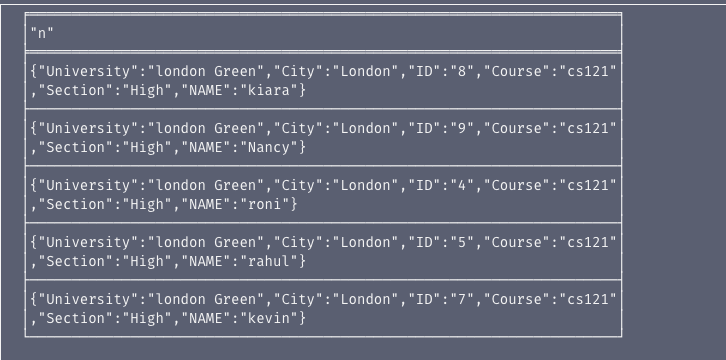 "n"
{"University":"london Green","City":"London","ID":"8","Course":"cs121"
,"Section":"High","NAME":"kiara"}
{"University":"london Green","City":"London","ID":"9","Course":"cs121"
,"Section":"High","NAME":"Nancy"}
{"University":"london Green","City":"London","ID":"4","Course":"cs121"
,"Section":"High","NAME":"roni"}
{"University":"london Green","City":"London","ID":"5","Course":"cs121"
,"Section":"High","NAME":"rahul"}
{"University":"london Green","City":"London","ID":"7","Course":"cs121"
,"Section":"High","NAME":"kevin"}